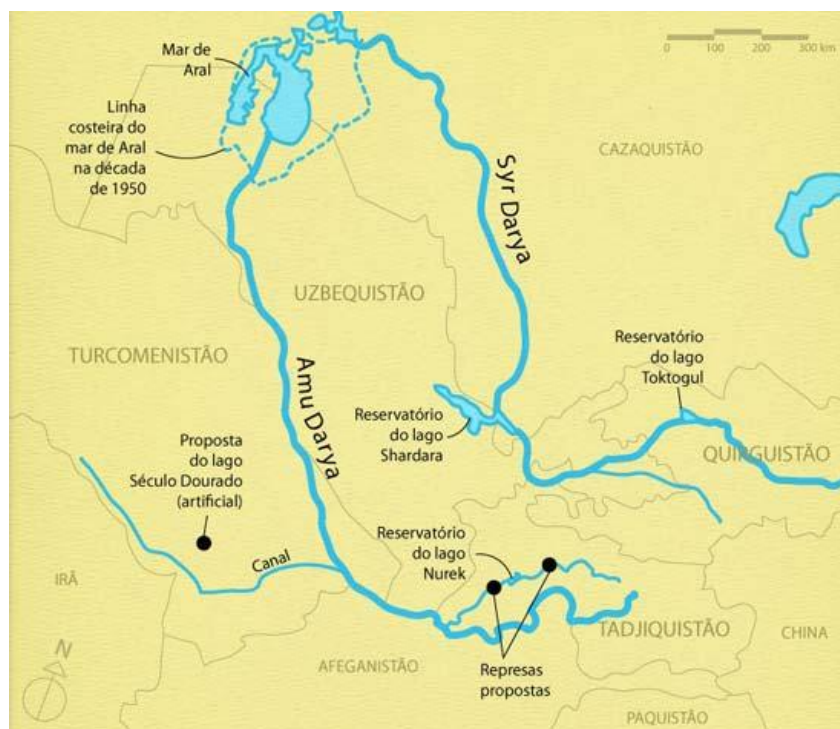 Mar de
Aral
0 100 200 300 km
Linha
costeira do
mar de Aral
na década
de 1950
CAZAQUISTÃO
Syr Darya
UZBEQUISTÃO
TURCOMENISTÃO
Reservatório
do lago
Toktogul
Amu Darya
Reservatório
do lago
Shardara
Proposta
do lago
Século Dourado
(artificial)
QUIRGUISTÃO
Reservatório
do lago
Nurek
Canal
IRÃ
TADJIQUISTÃO
CHINA
N
AFEGANISTÃO
Represas
propostas
PAQUISTÃO